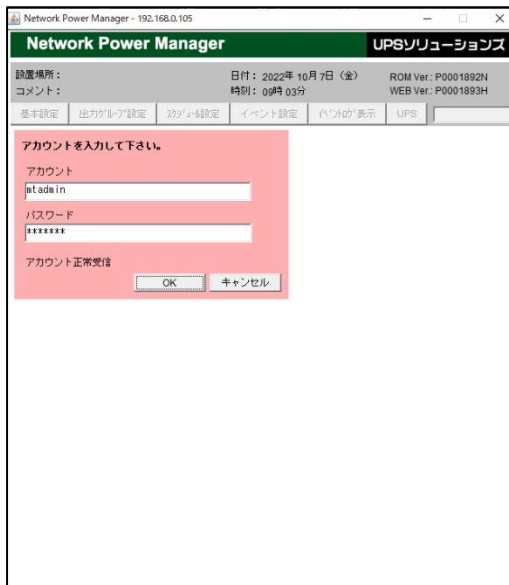 Network Power Manager - 192.168.0.105
Network Power Manager UPSソリューションズ
設置場所： 日付： 2022年 10月 7日 （金） ROM Ver.: P0001892N
コメント： 時刻： 09時 03分 WEB Ver.: P0001893H
基本設定 出力ｸﾞﾙｰﾌﾟ設定 ｽｹｼﾞｭｰﾙ設定 イベント設定 ｲﾍﾞﾝﾄﾛｸﾞ表示 UPS
アカウントを入力して下さい。
アカウント
mtadmin
パスワード
*******
アカウント正常受信
OK キャンセル